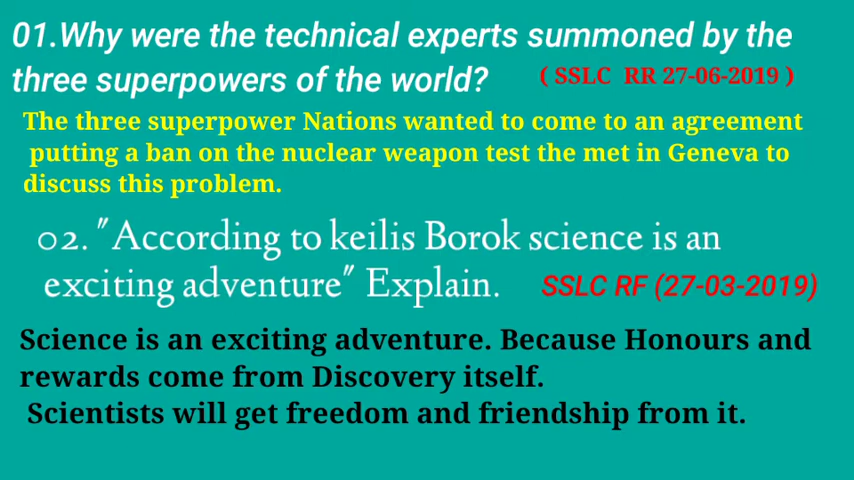 01.Why were the technical experts summoned by the
three superpowers of the world? ( SSLC RR 27-06-2019 )
The three superpower Nations wanted to come to an agreement
putting a ban on the nuclear weapon test the met in Geneva to
discuss this problem.
02. "According to keilis Borok science is an
exciting adventure" Explain. SSLC RF (27-03-2019)
Science is an exciting adventure. Because Honours and
rewards come from Discovery itself.
Scientists will get freedom and friendship from it.